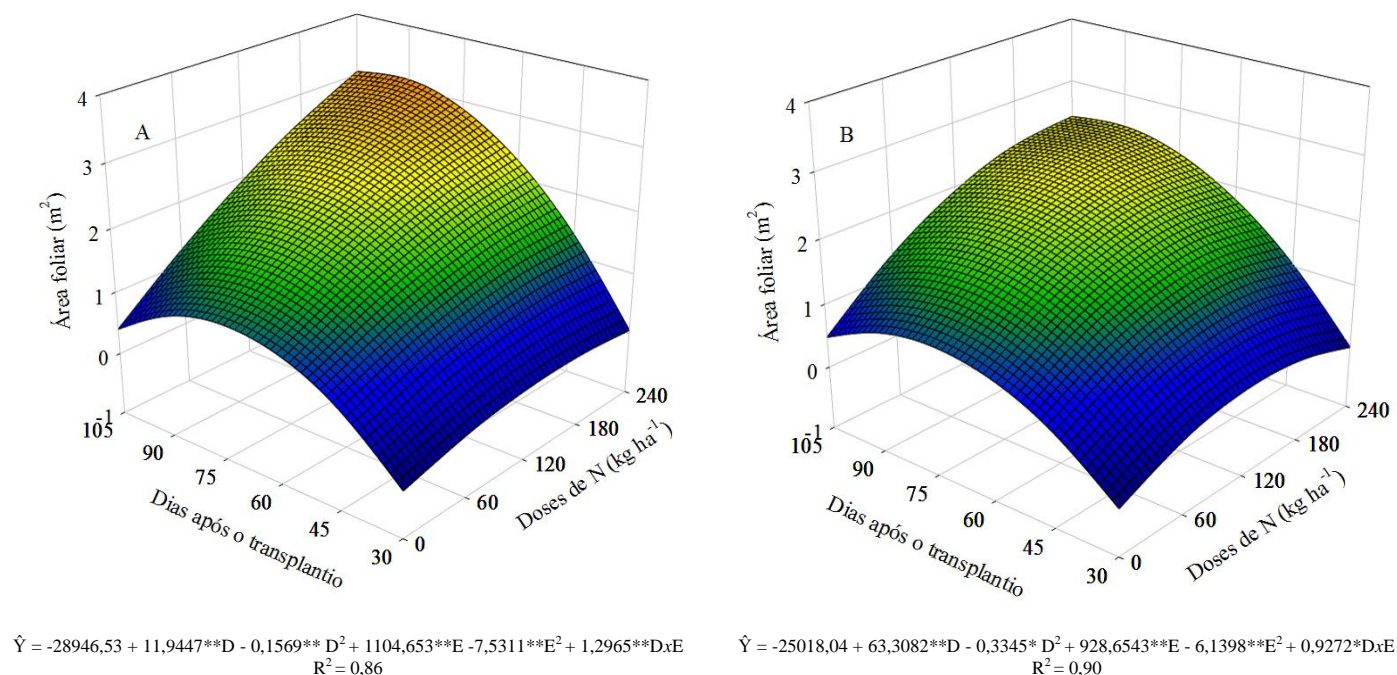 A
Área foliar (m²)
4
3
2
1
0
-1
105
90
75
60
45
30
Dias após o transplantio
0
60
120
180
240
Doses de N (kg ha⁻¹)
Ŷ = -28946,53 + 11,9447**D - 0,1569** D² + 1104,653**E -7,5311**E² + 1,2965**DxE
R² = 0,86
B
Área foliar (m²)
4
3
2
1
0
-1
105
90
75
60
45
30
Dias após o transplantio
0
60
120
180
240
Doses de N (kg ha⁻¹)
Ŷ = -25018,04 + 63,3082**D - 0,3345* D² + 928,6543**E - 6,1398**E² + 0,9272*DxE
R² = 0,90